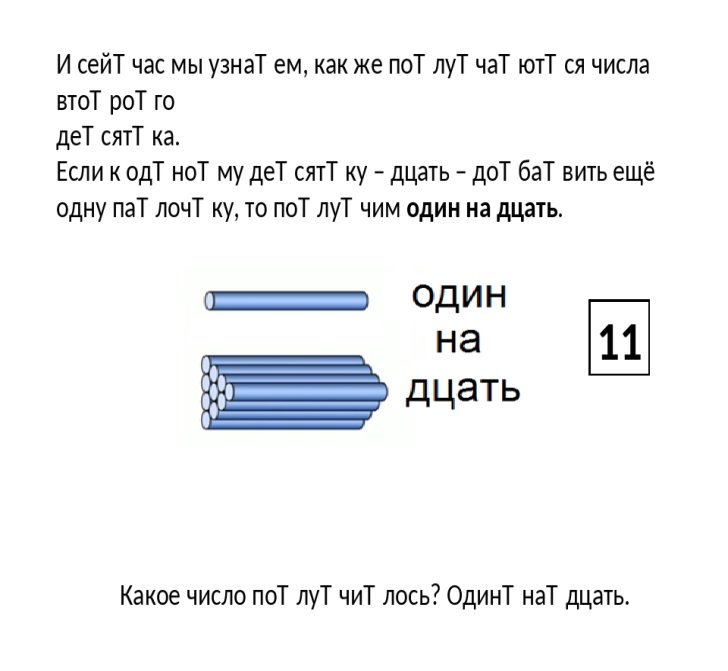 И сейТ час мы узнаТ ем, как же поТ луТ чаТ ютТ ся числа
втоТ роТ го
деТ сятТ ка.
Если к одТ ноТ му деТ сятТ ку – дцать – доТ баТ вить ещё
одну паТ лочТ ку, то поТ луТ чим один на дцать.
один
на
дцать
11
Какое число поТ луТ чиТ лось? ОдинТ наТ дцать.